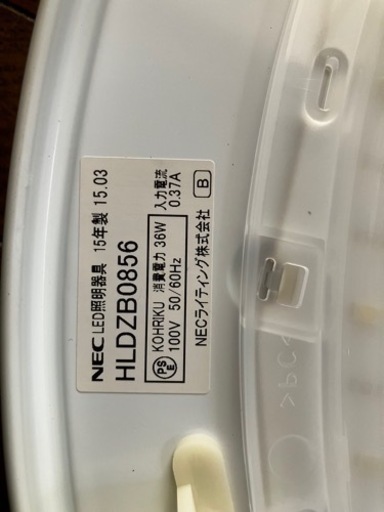 NEC LED照明器具 15年製 15.03
HLDZB0856
PSE KOHRIKU 消費電力 36W 入力電流
100V 50/60Hz 0.37A
NECライティング株式会社 B
>PC<